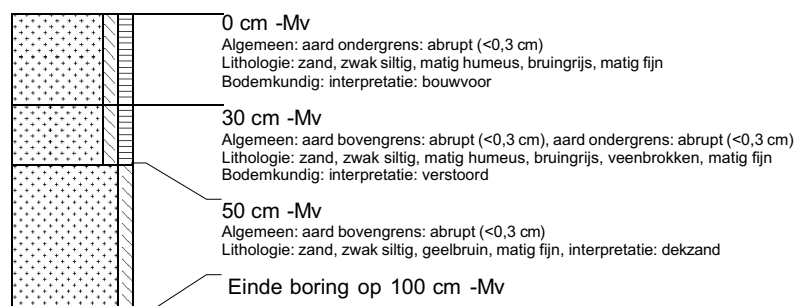 0 cm -Mv
Algemeen: aard ondergrens: abrupt (<0,3 cm)
Lithologie: zand, zwak siltig, matig humeus, bruingrijs, matig fijn
Bodemkundig: interpretatie: bouwvoor
30 cm -Mv
Algemeen: aard bovengrens: abrupt (<0,3 cm), aard ondergrens: abrupt (<0,3 cm)
Lithologie: zand, zwak siltig, matig humeus, bruingrijs, veenbrokken, matig fijn
Bodemkundig: interpretatie: verstoord
50 cm -Mv
Algemeen: aard bovengrens: abrupt (<0,3 cm)
Lithologie: zand, zwak siltig, geelbruin, matig fijn, interpretatie: dekzand
Einde boring op 100 cm -Mv